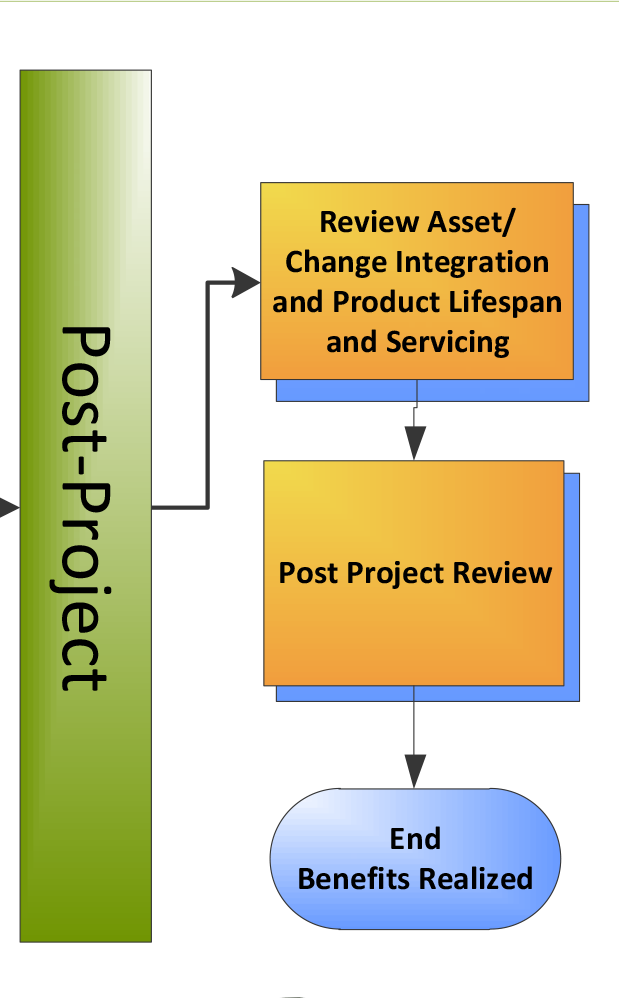 Post-Project
Review Asset/
Change Integration
and Product Lifespan
and Servicing
Post Project Review
End
Benefits Realized